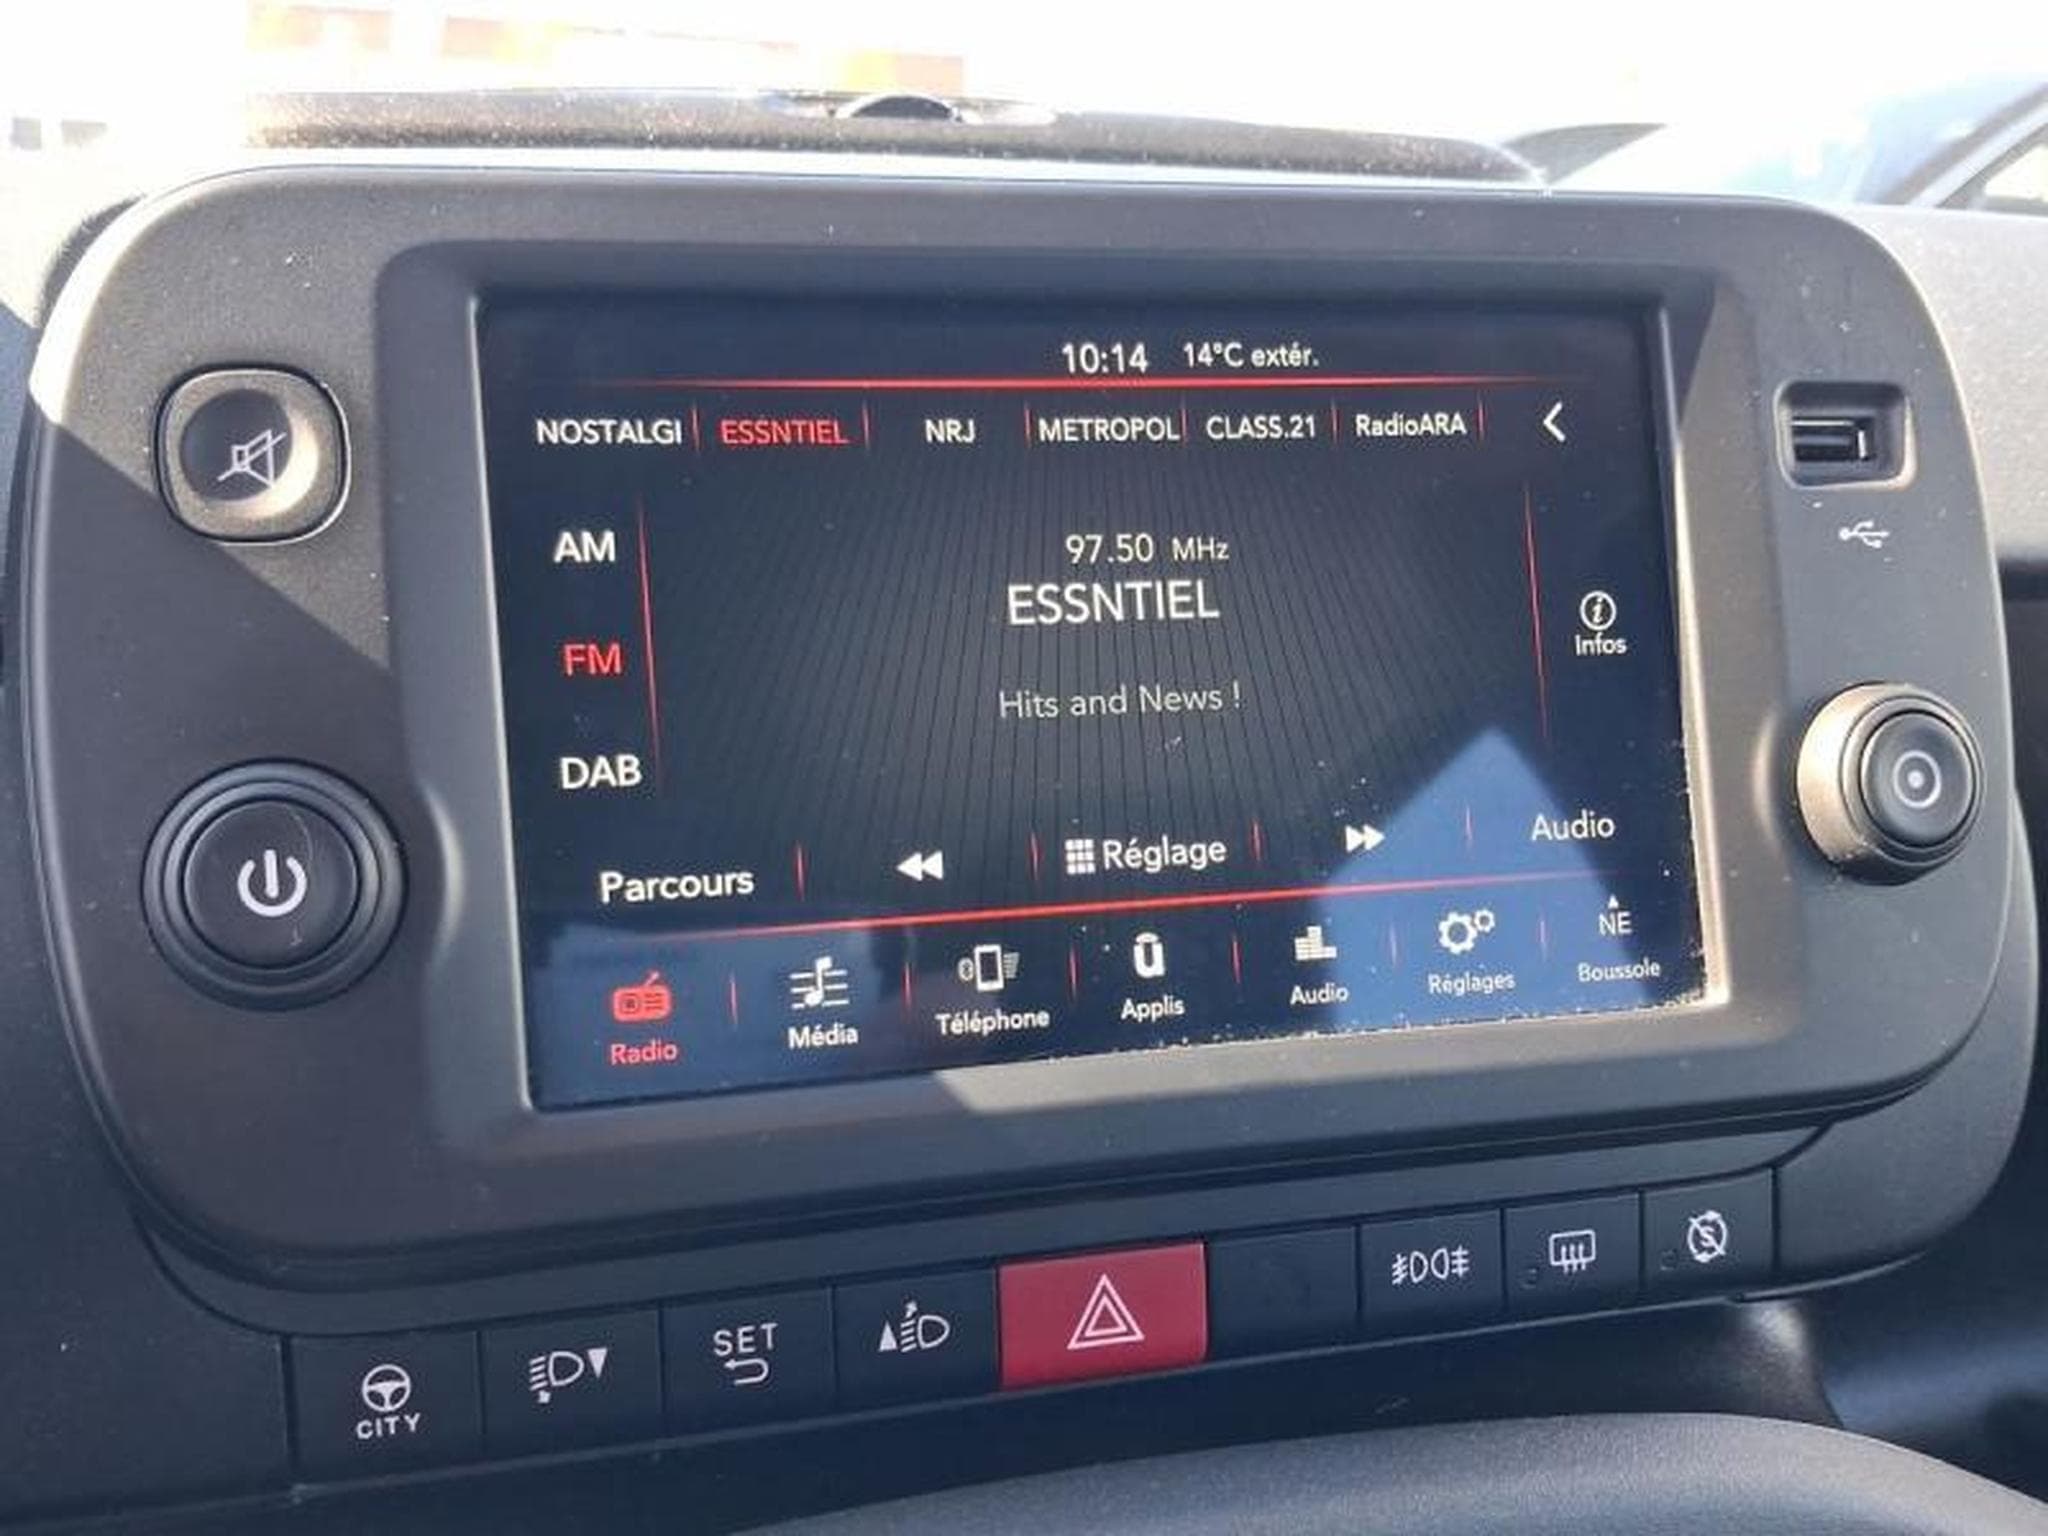 10:14 14°C extér.
NOSTALGI ESSNTIEL NRJ METROPOL CLASS.21 RadioARA
AM
97.50 MHz
ESSNTIEL
FM
Infos
Hits and News !
DAB
Parcours Réglage Audio
NE
Radio Média Téléphone Applis Audio Réglages Boussole
SET
CITY